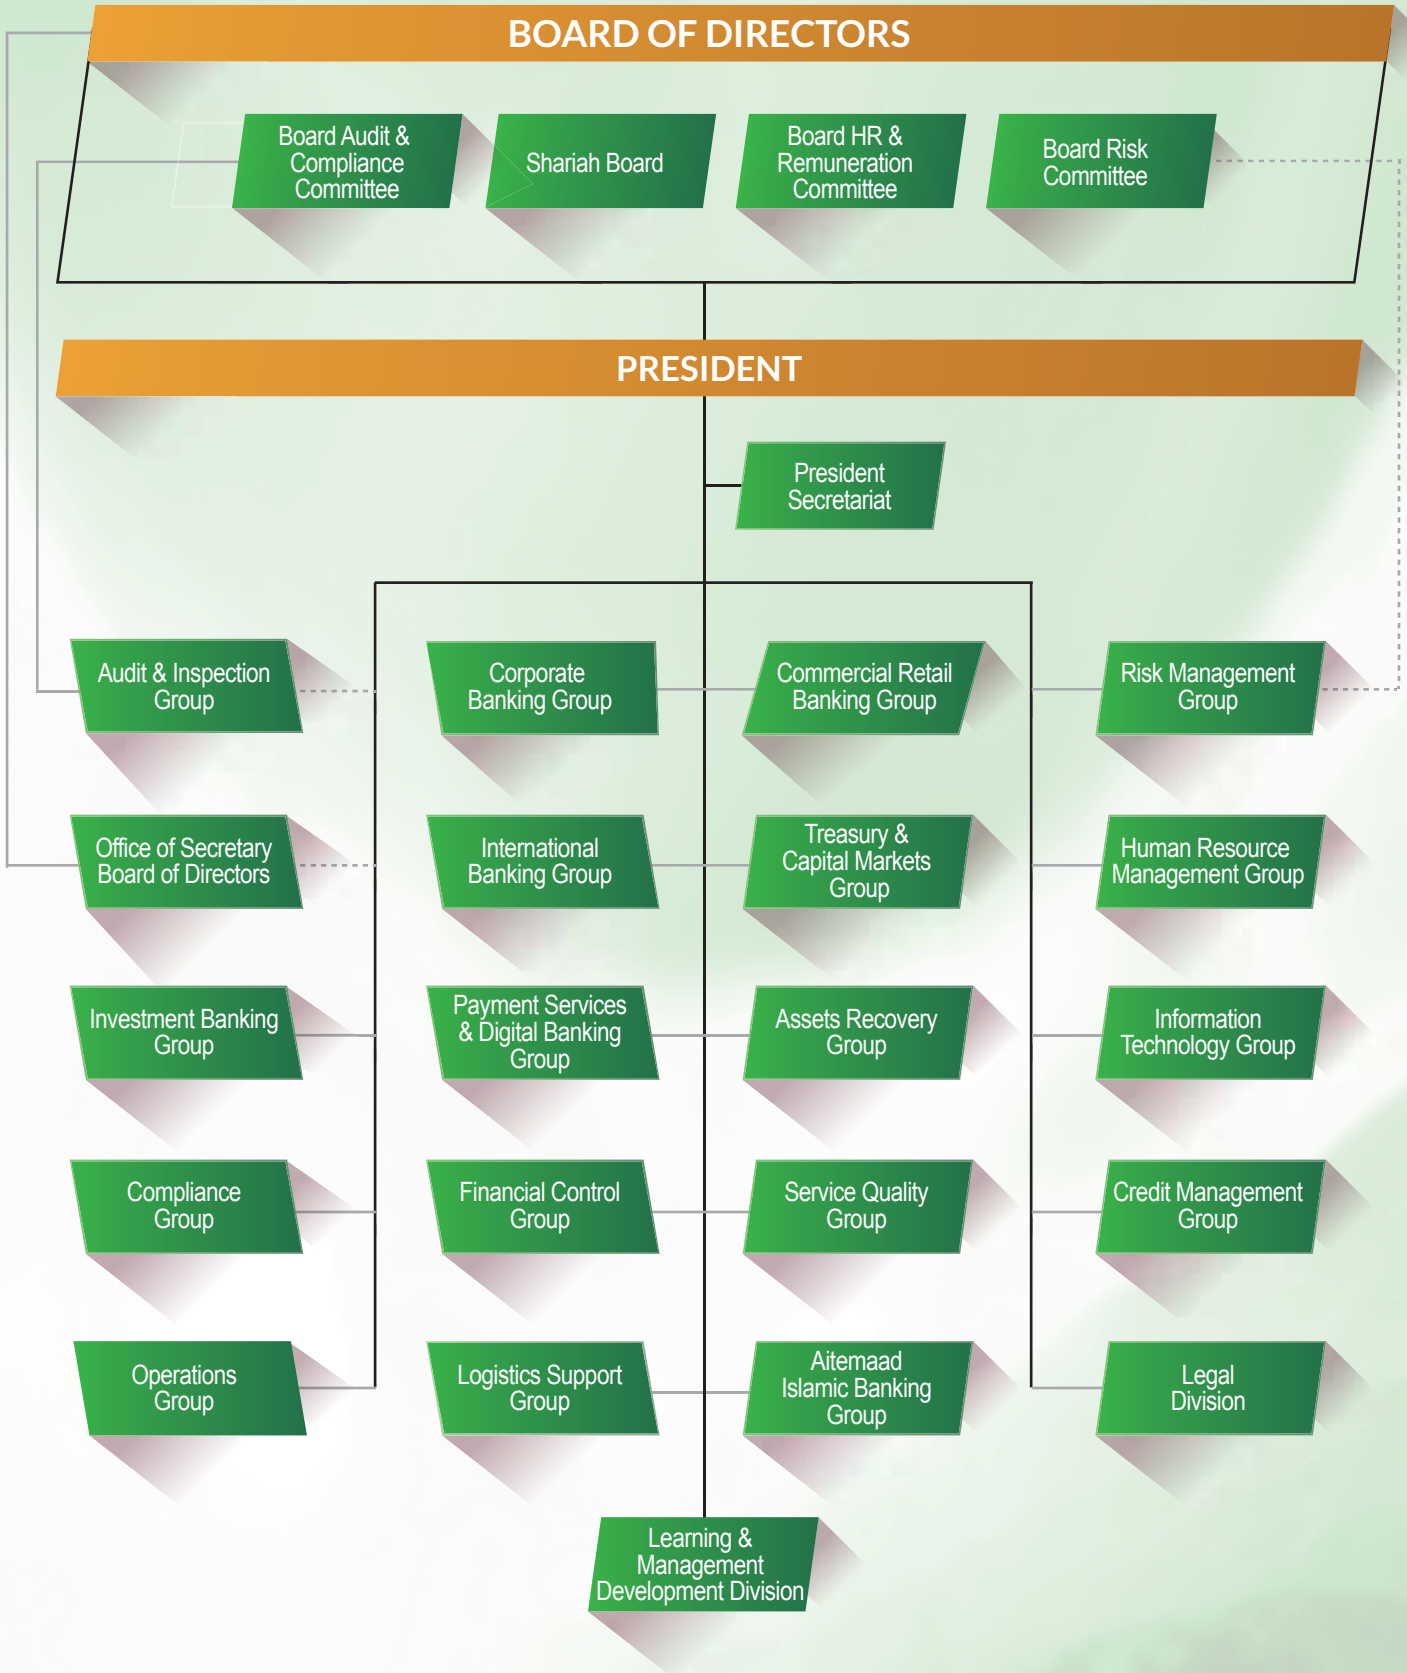 BOARD OF DIRECTORS
Board Audit &
Compliance
Committee
Shariah Board
Board HR &
Remuneration
Committee
Board Risk
Committee
PRESIDENT
President
Secretariat
Audit & Inspection
Group
Corporate
Banking Group
Commercial Retail
Banking Group
Risk Management
Group
Office of Secretary
Board of Directors
International
Banking Group
Treasury &
Capital Markets
Group
Human Resource
Management Group
Investment Banking
Group
Payment Services
& Digital Banking
Group
Assets Recovery
Group
Information
Technology Group
Compliance
Group
Financial Control
Group
Service Quality
Group
Credit Management
Group
Operations
Group
Logistics Support
Group
Aitemaad
Islamic Banking
Group
Legal
Division
Learning &
Management
Development Division